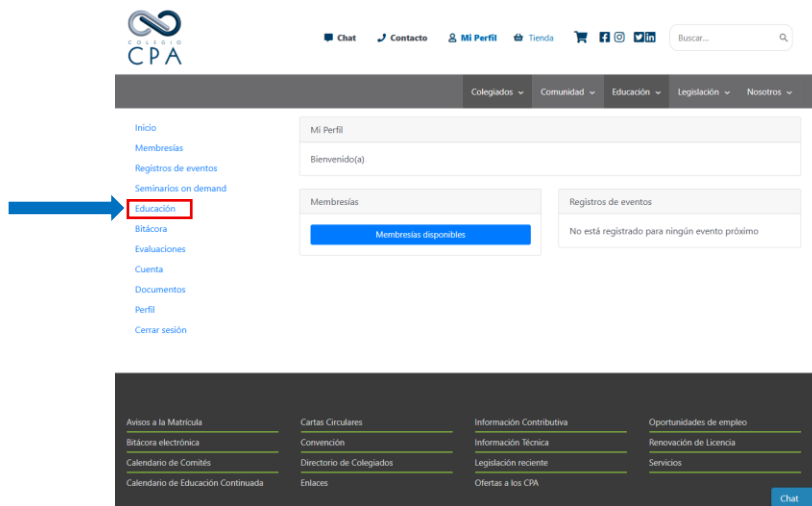 COLEGIO
CPA
Chat
Contacto
Mi Perfil
Tienda
Buscar...
Colegiados
Comunidad
Educación
Legislación
Nosotros
Inicio
Membresías
Registros de eventos
Seminarios on demand
Educación
Bitácora
Evaluaciones
Cuenta
Documentos
Perfil
Cerrar sesión
Mi Perfil
Bienvenido(a)
Membresías
Membresías disponibles
Registros de eventos
No está registrado para ningún evento próximo
Avisos a la Matrícula
Bitácora electrónica
Calendario de Comités
Calendario de Educación Continuada
Cartas Circulares
Convención
Directorio de Colegiados
Enlaces
Información Contributiva
Información Técnica
Legislación reciente
Ofertas a los CPA
Oportunidades de empleo
Renovación de Licencia
Servicios
Chat